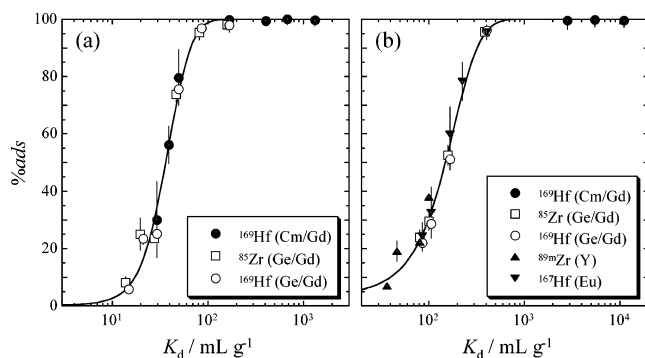 (a)
(b)
100
80
60
40
20
0
%ads
¹⁶⁹Hf (Cm/Gd)
⁸⁵Zr (Ge/Gd)
¹⁶⁹Hf (Ge/Gd)
¹⁶⁹Hf (Cm/Gd)
⁸⁵Zr (Ge/Gd)
¹⁶⁹Hf (Ge/Gd)
⁸⁹ᵐZr (Y)
¹⁶⁷Hf (Eu)
10¹ 10² 10³
10² 10³ 10⁴
K_d / mL g⁻¹
K_d / mL g⁻¹